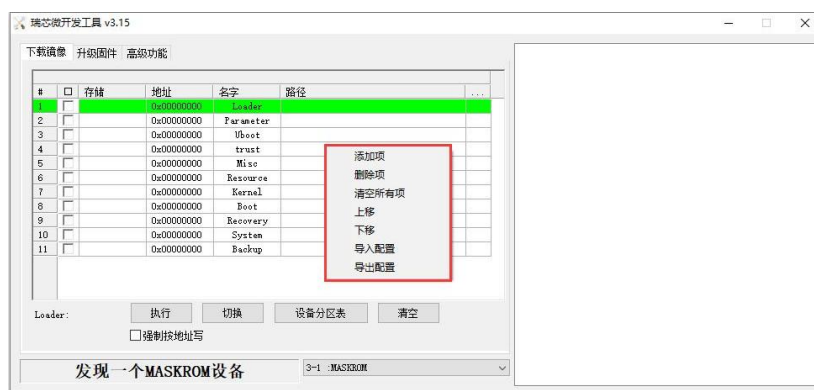 瑞芯微开发工具 v3.15
下载镜像 升级固件 高级功能
# 存储 地址 名字 路径 ...
1 0x00000000 Loader
2 0x00000000 Parameter
3 0x00000000 Uboot
4 0x00000000 trust
5 0x00000000 Misc
6 0x00000000 Resource
7 0x00000000 Kernel
8 0x00000000 Boot
9 0x00000000 Recovery
10 0x00000000 System
11 0x00000000 Backup
添加项
删除项
清空所有项
上移
下移
导入配置
导出配置
Loader: 执行 切换 设备分区表 清空
强制按地址写
发现一个MASKROM设备 3-1 :MASKROM